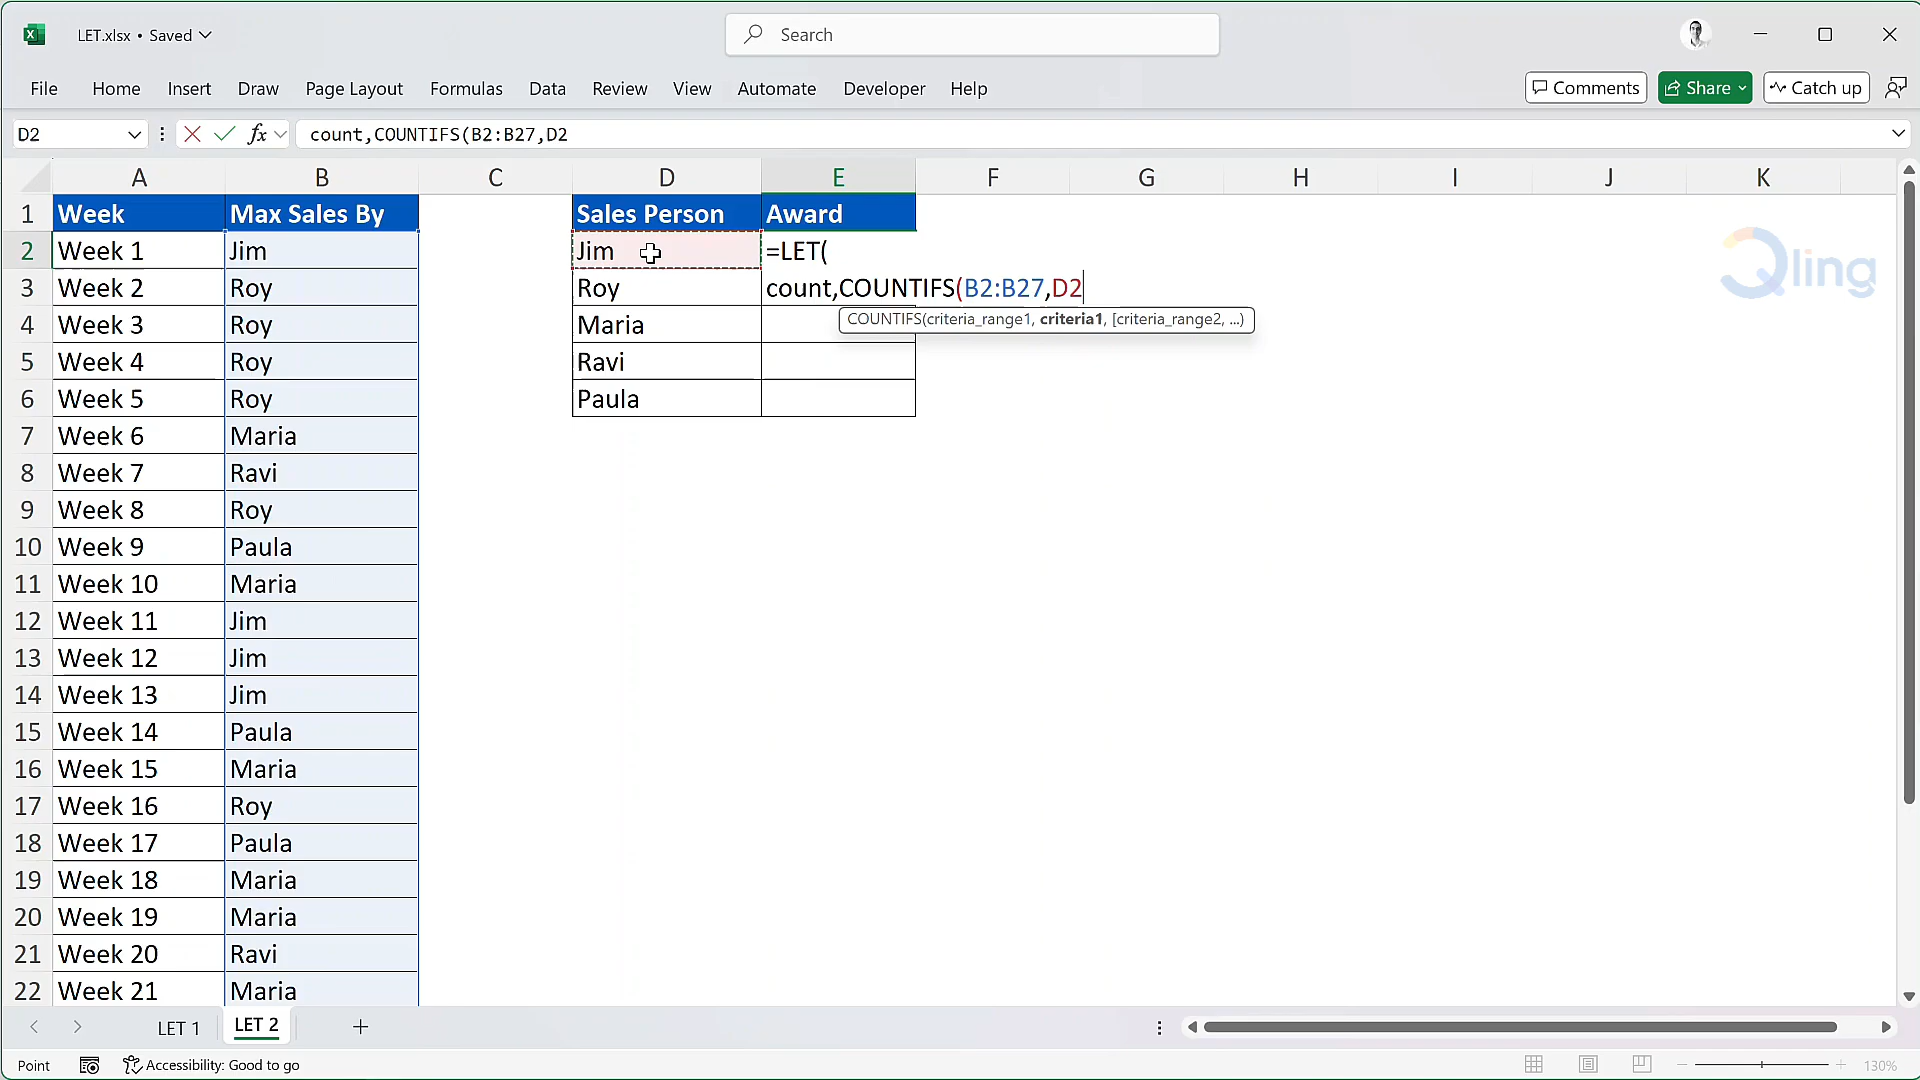 LET.xlsx • Saved
Search
File Home Insert Draw Page Layout Formulas Data Review View Automate Developer Help
Comments Share Catch up
D2 fx count,COUNTIFS(B2:B27,D2
A B C D E F G H I J K
1 Week Max Sales By Sales Person Award
2 Week 1 Jim Jim =LET(
3 Week 2 Roy Roy count,COUNTIFS(B2:B27,D2
COUNTIFS(criteria_range1, criteria1, [criteria_range2, ...)
4 Week 3 Roy Maria
5 Week 4 Roy Ravi
6 Week 5 Roy Paula
7 Week 6 Maria
8 Week 7 Ravi
9 Week 8 Roy
10 Week 9 Paula
11 Week 10 Maria
12 Week 11 Jim
13 Week 12 Jim
14 Week 13 Jim
15 Week 14 Paula
16 Week 15 Maria
17 Week 16 Roy
18 Week 17 Paula
19 Week 18 Maria
20 Week 19 Maria
21 Week 20 Ravi
22 Week 21 Maria
Qling
LET 1 LET 2
Point Accessibility: Good to go 130%